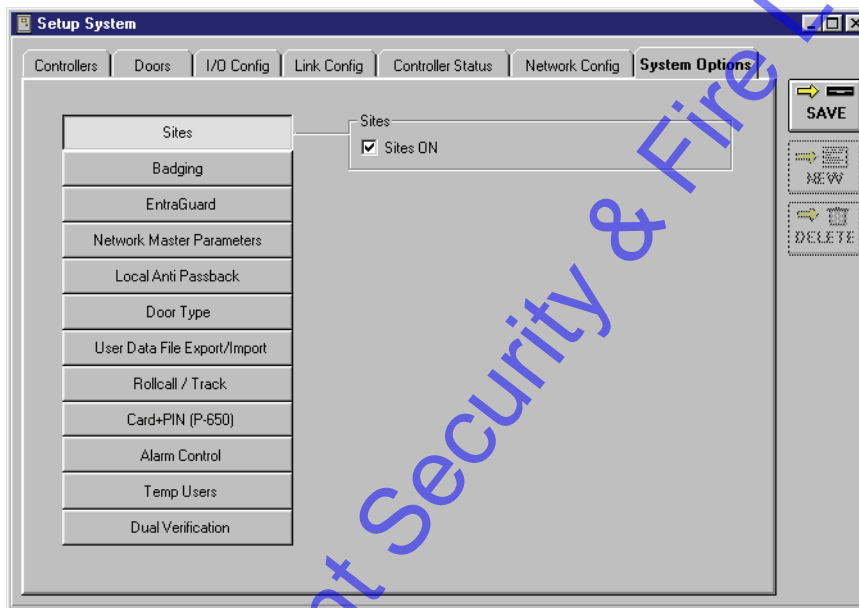 Setup System
Controllers Doors I/O Config Link Config Controller Status Network Config System Options
Sites
Badging
EntraGuard
Network Master Parameters
Local Anti Passback
Door Type
User Data File Export/Import
Rollcall / Track
Card+PIN (P-650)
Alarm Control
Temp Users
Dual Verification
Sites
Sites ON
SAVE
NEW
DELETE
Security & Fire